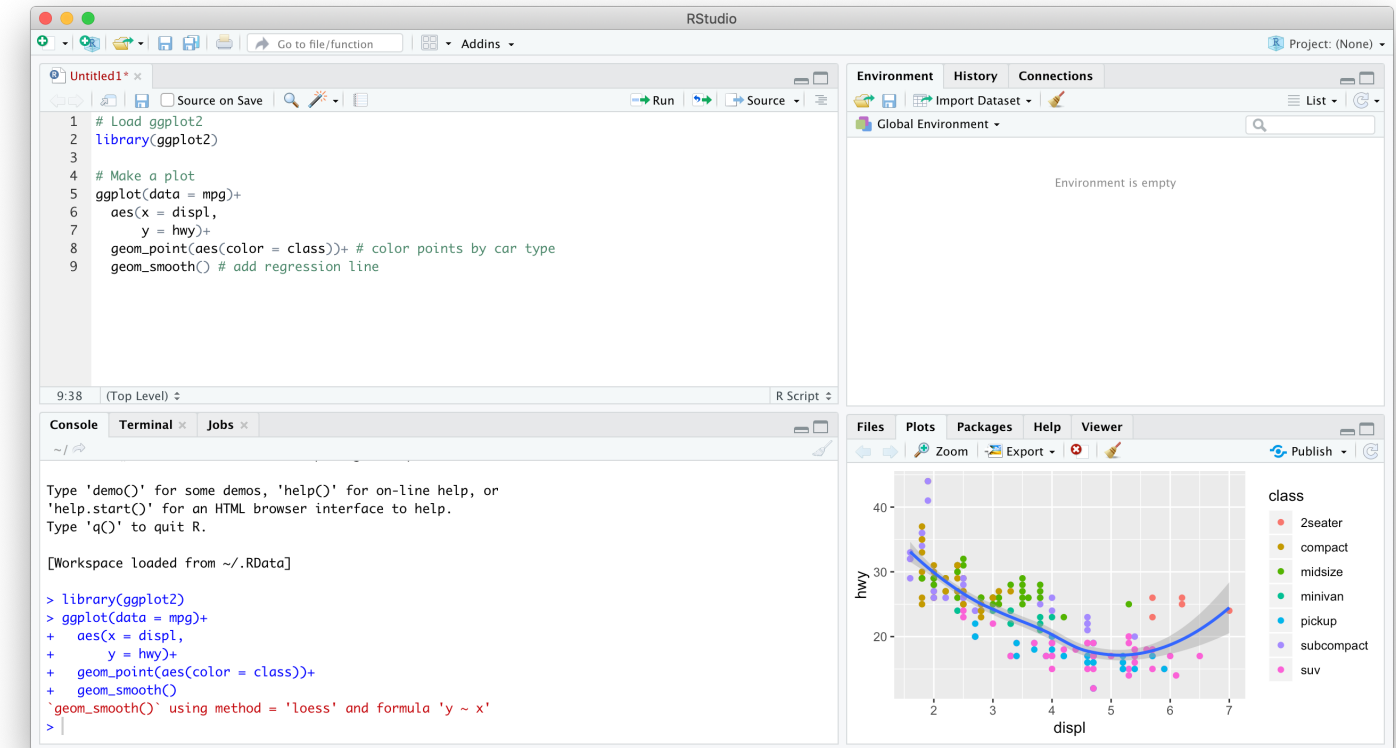 RStudio
Go to file/function
Addins
Project: (None)
Untitled1*
Source on Save
Run
Source
1 # Load ggplot2
2 library(ggplot2)
3
4 # Make a plot
5 ggplot(data = mpg)+
6   aes(x = displ,
7       y = hwy)+
8   geom_point(aes(color = class))+ # color points by car type
9   geom_smooth() # add regression line
9:38 (Top Level)
R Script
Console Terminal Jobs
~/
Type 'demo()' for some demos, 'help()' for on-line help, or
'help.start()' for an HTML browser interface to help.
Type 'q()' to quit R.
[Workspace loaded from ~/.RData]
> library(ggplot2)
> ggplot(data = mpg)+
+   aes(x = displ,
+       y = hwy)+
+   geom_point(aes(color = class))+
+   geom_smooth()
`geom_smooth()` using method = 'loess' and formula 'y ~ x'
>
Environment History Connections
Import Dataset
List
Global Environment
Environment is empty
Files Plots Packages Help Viewer
Zoom Export
Publish
40
30
20
hwy
2 3 4 5 6 7
displ
class
2seater
compact
midsize
minivan
pickup
subcompact
suv